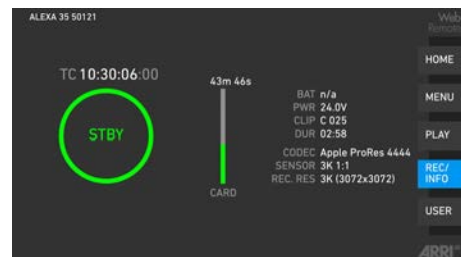 ALEXA 35 50121
Web
Remote
TC 10:30:06:00
STBY
43m 46s
CARD
BAT n/a
PWR 24.0V
CLIP C 025
DUR 02:58
CODEC Apple ProRes 4444
SENSOR 3K 1:1
REC. RES 3K (3072x3072)
HOME
MENU
PLAY
REC/
INFO
USER
ARRI